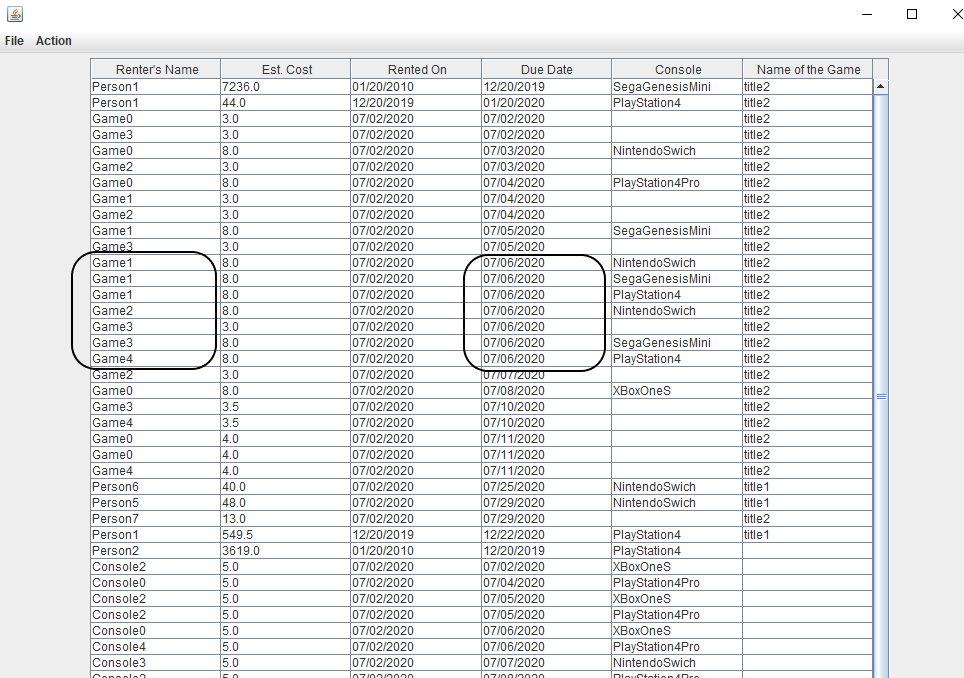 File Action
Renter's Name Est. Cost Rented On Due Date Console Name of the Game
Person1 7236.0 01/20/2010 12/20/2019 SegaGenesisMini title2
Person1 44.0 12/20/2019 01/20/2020 PlayStation4 title2
Game0 3.0 07/02/2020 07/02/2020 title2
Game3 3.0 07/02/2020 07/02/2020 title2
Game0 8.0 07/02/2020 07/03/2020 NintendoSwich title2
Game2 3.0 07/02/2020 07/03/2020 title2
Game0 8.0 07/02/2020 07/04/2020 PlayStation4Pro title2
Game1 3.0 07/02/2020 07/04/2020 title2
Game2 3.0 07/02/2020 07/04/2020 title2
Game1 8.0 07/02/2020 07/05/2020 SegaGenesisMini title2
Game3 3.0 07/02/2020 07/05/2020 title2
Game1 8.0 07/02/2020 07/06/2020 NintendoSwich title2
Game1 8.0 07/02/2020 07/06/2020 SegaGenesisMini title2
Game1 8.0 07/02/2020 07/06/2020 PlayStation4 title2
Game2 8.0 07/02/2020 07/06/2020 NintendoSwich title2
Game3 3.0 07/02/2020 07/06/2020 title2
Game3 8.0 07/02/2020 07/06/2020 SegaGenesisMini title2
Game4 8.0 07/02/2020 07/06/2020 PlayStation4 title2
Game2 3.0 07/02/2020 07/07/2020 title2
Game0 8.0 07/02/2020 07/08/2020 XBoxOneS title2
Game3 3.5 07/02/2020 07/10/2020 title2
Game4 3.5 07/02/2020 07/10/2020 title2
Game0 4.0 07/02/2020 07/11/2020 title2
Game0 4.0 07/02/2020 07/11/2020 title2
Game4 4.0 07/02/2020 07/11/2020 title2
Person6 40.0 07/02/2020 07/25/2020 NintendoSwich title1
Person5 48.0 07/02/2020 07/29/2020 NintendoSwich title1
Person7 13.0 07/02/2020 07/29/2020 title2
Person1 549.5 12/20/2019 12/22/2020 PlayStation4 title1
Person2 3619.0 01/20/2010 12/20/2019 PlayStation4
Console2 5.0 07/02/2020 07/02/2020 XBoxOneS
Console0 5.0 07/02/2020 07/04/2020 PlayStation4Pro
Console2 5.0 07/02/2020 07/05/2020 XBoxOneS
Console2 5.0 07/02/2020 07/05/2020 PlayStation4Pro
Console0 5.0 07/02/2020 07/06/2020 XBoxOneS
Console4 5.0 07/02/2020 07/06/2020 PlayStation4Pro
Console3 5.0 07/02/2020 07/07/2020 NintendoSwich